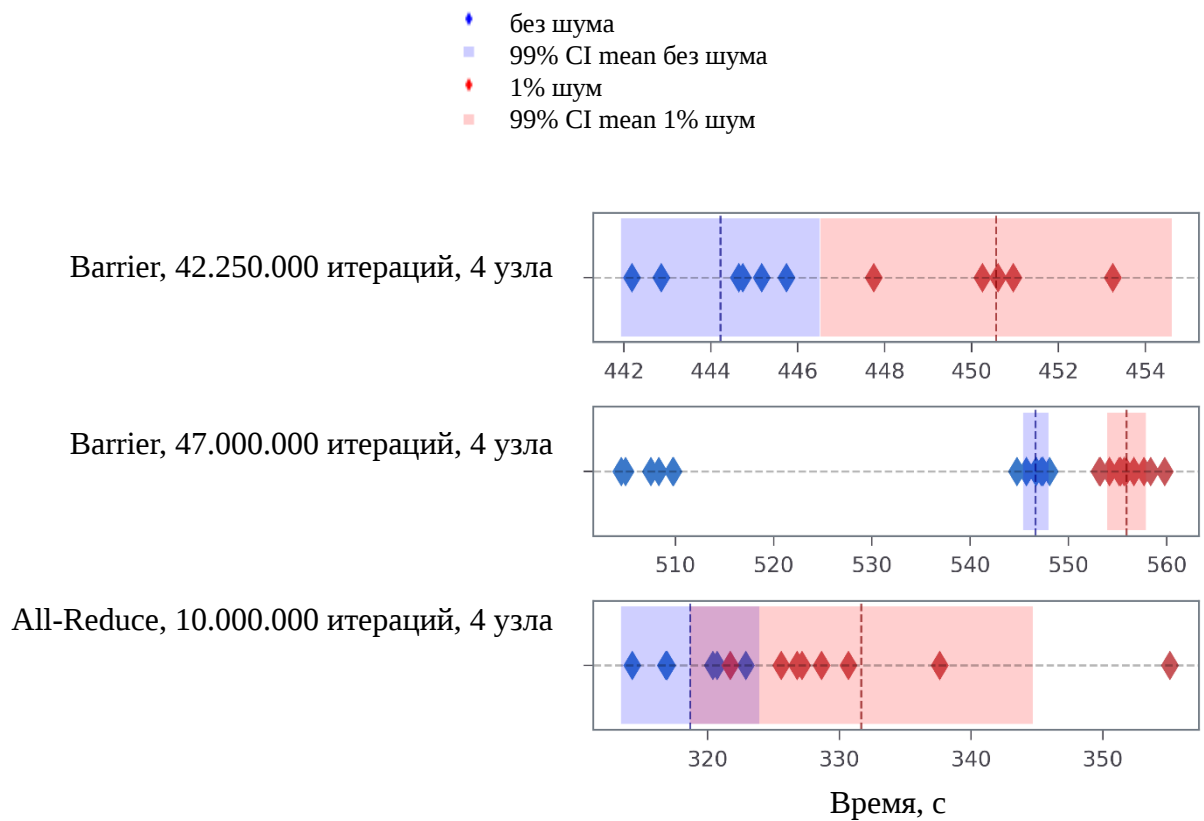 без шума
99% CI mean без шума
1% шум
99% CI mean 1% шум
Barrier, 42.250.000 итераций, 4 узла
442 444 446 448 450 452 454
Barrier, 47.000.000 итераций, 4 узла
510 520 530 540 550 560
All-Reduce, 10.000.000 итераций, 4 узла
320 330 340 350
Время, с